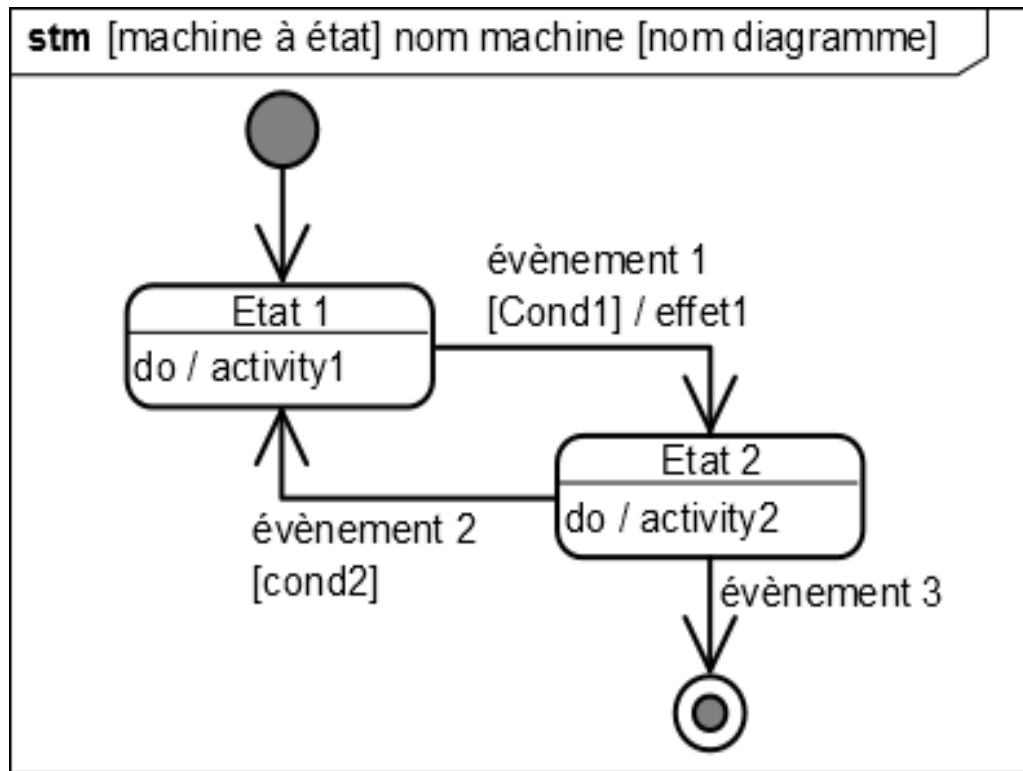 stm [machine à état] nom machine [nom diagramme]
évènement 1
[Cond1] / effet1
Etat 1
do / activity1
Etat 2
do / activity2
évènement 2
[cond2]
évènement 3